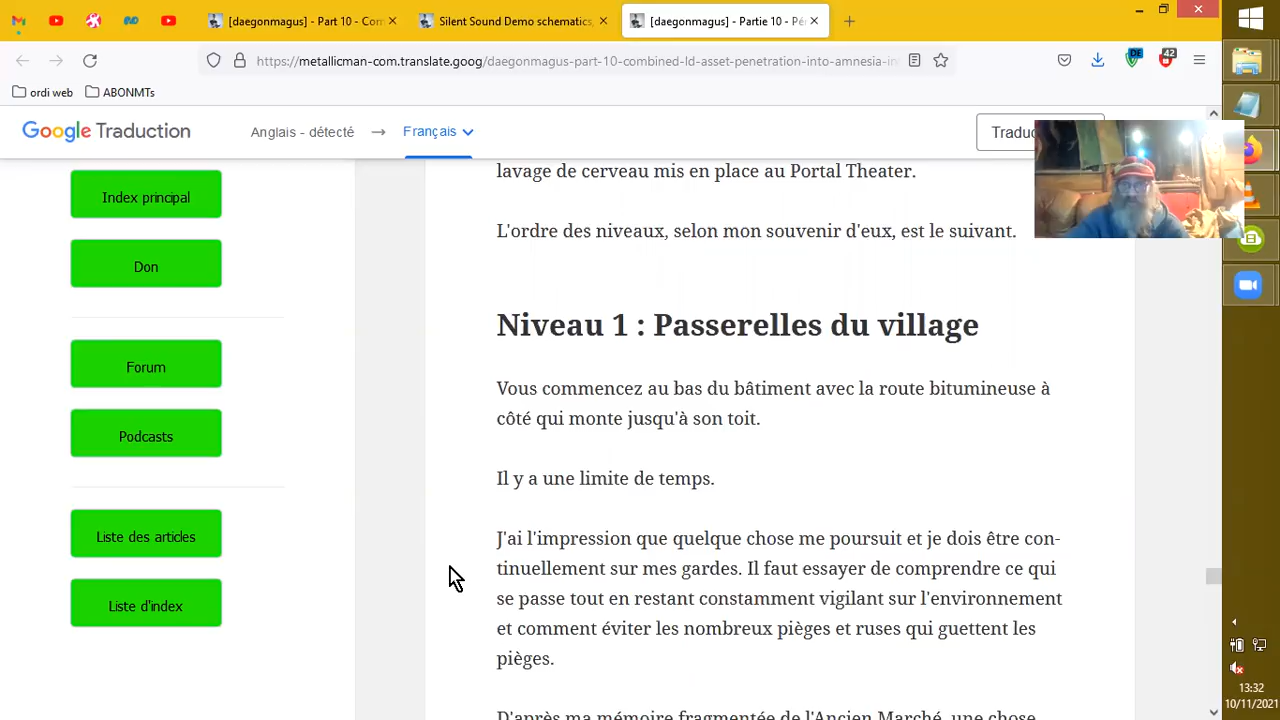 [daegonmagus] - Part 10 - Con
Silent Sound Demo schematics,
[daegonmagus] - Partie 10 - Pé
https://metallicman-com.translate.goog/daegonmagus-part-10-combined-ld-asset-penetration-into-amnesia-in
DE
42
ordi web
ABONMTs
Google Traduction
Anglais - détecté
Français
Traduc
Index principal
Don
Forum
Podcasts
Liste des articles
Liste d'index
lavage de cerveau mis en place au Portal Theater.
L'ordre des niveaux, selon mon souvenir d'eux, est le suivant.
Niveau 1 : Passerelles du village
Vous commencez au bas du bâtiment avec la route bitumineuse à
côté qui monte jusqu'à son toit.
Il y a une limite de temps.
J'ai l'impression que quelque chose me poursuit et je dois être con-
tinuellement sur mes gardes. Il faut essayer de comprendre ce qui
se passe tout en restant constamment vigilant sur l'environnement
et comment éviter les nombreux pièges et ruses qui guettent les
pièges.
D'après ma mémoire fragmentée de l'Ancien Marché, une chose
13:32
10/11/2021